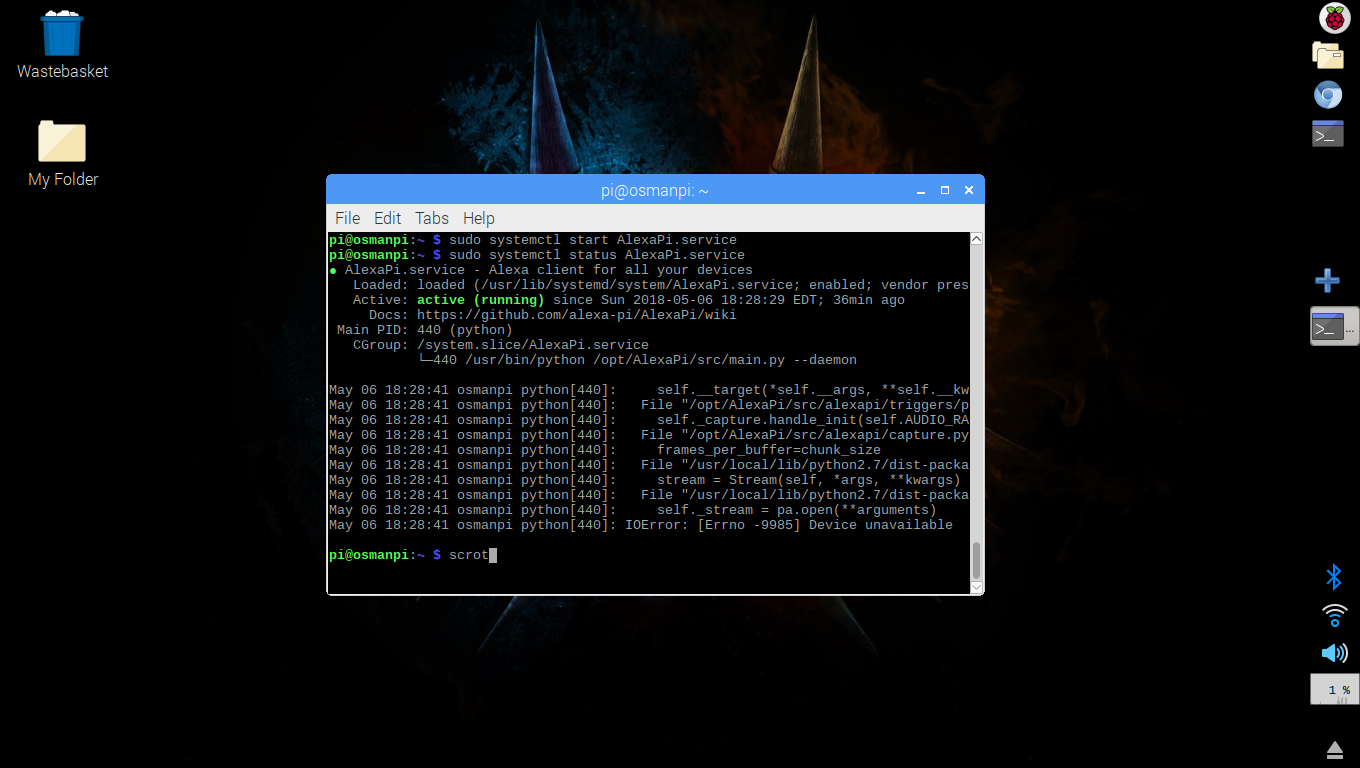 Wastebasket
My Folder
pi@osmanpi: ~
File Edit Tabs Help
pi@osmanpi:~ $ sudo systemctl start AlexaPi.service
pi@osmanpi:~ $ sudo systemctl status AlexaPi.service
● AlexaPi.service - Alexa client for all your devices
   Loaded: loaded (/usr/lib/systemd/system/AlexaPi.service; enabled; vendor pres
   Active: active (running) since Sun 2018-05-06 18:28:29 EDT; 36min ago
     Docs: https://github.com/alexa-pi/AlexaPi/wiki
 Main PID: 440 (python)
   CGroup: /system.slice/AlexaPi.service
           └─440 /usr/bin/python /opt/AlexaPi/src/main.py --daemon
May 06 18:28:41 osmanpi python[440]:     self.__target(*self.__args, **self.__kw
May 06 18:28:41 osmanpi python[440]:   File "/opt/AlexaPi/src/alexapi/triggers/p
May 06 18:28:41 osmanpi python[440]:     self._capture.handle_init(self.AUDIO_RA
May 06 18:28:41 osmanpi python[440]:   File "/opt/AlexaPi/src/alexapi/capture.py
May 06 18:28:41 osmanpi python[440]:     frames_per_buffer=chunk_size
May 06 18:28:41 osmanpi python[440]:   File "/usr/local/lib/python2.7/dist-packa
May 06 18:28:41 osmanpi python[440]:     stream = Stream(self, *args, **kwargs)
May 06 18:28:41 osmanpi python[440]:   File "/usr/local/lib/python2.7/dist-packa
May 06 18:28:41 osmanpi python[440]:     self._stream = pa.open(**arguments)
May 06 18:28:41 osmanpi python[440]: IOError: [Errno -9985] Device unavailable
pi@osmanpi:~ $ scrot
>_
>_ ...
1 %